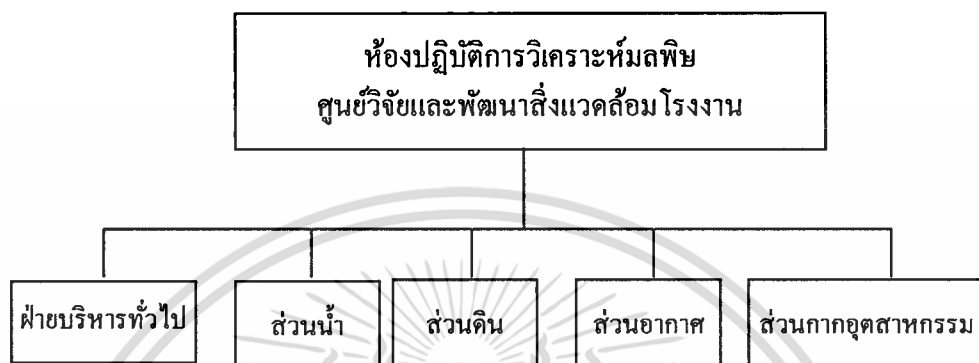 ห้องปฏิบัติการวิเคราะห์มลพิษ
ศูนย์วิจัยและพัฒนาสิ่งแวดล้อมโรงงาน
ฝ่ายบริหารทั่วไป
ส่วนน้ำ
ส่วนดิน
ส่วนอากาศ
ส่วนกากอุตสาหกรรม